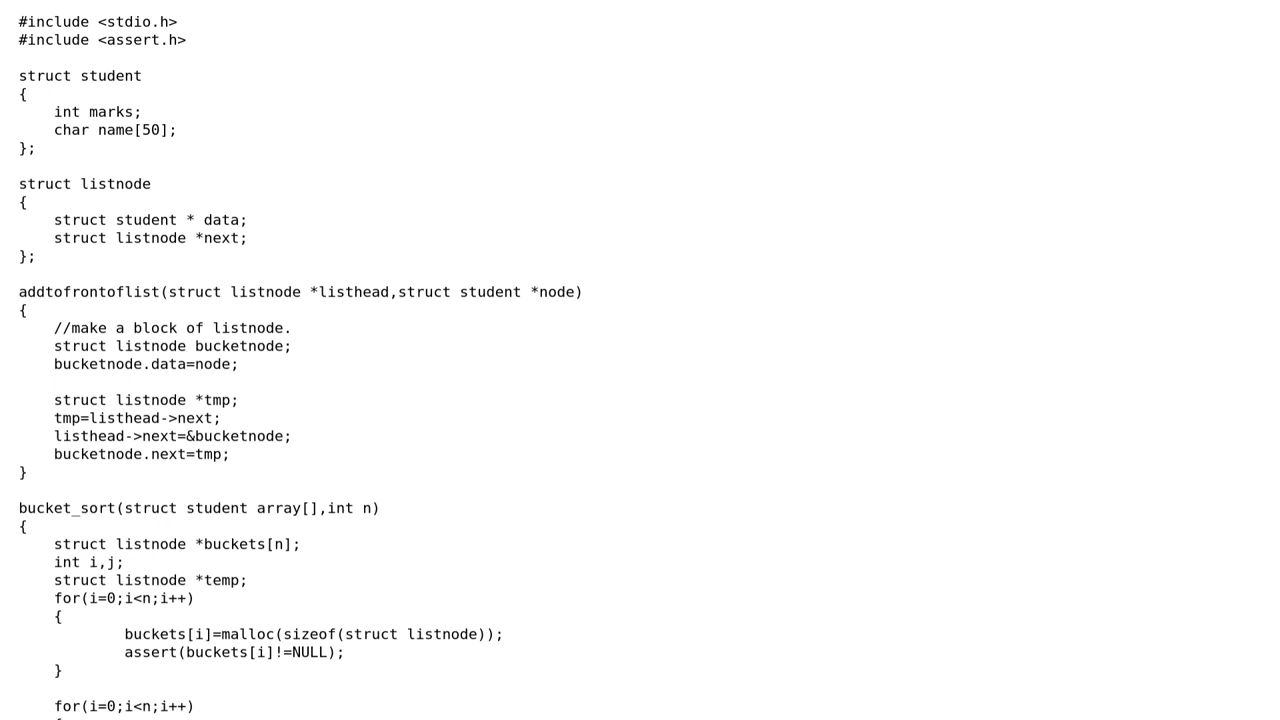 #include <stdio.h>
#include <assert.h>

struct student
{
    int marks;
    char name[50];
};

struct listnode
{
    struct student * data;
    struct listnode *next;
};

addtofrontoflist(struct listnode *listhead,struct student *node)
{
    //make a block of listnode.
    struct listnode bucketnode;
    bucketnode.data=node;

    struct listnode *tmp;
    tmp=listhead->next;
    listhead->next=&bucketnode;
    bucketnode.next=tmp;
}

bucket_sort(struct student array[],int n)
{
    struct listnode *buckets[n];
    int i,j;
    struct listnode *temp;
    for(i=0;i<n;i++)
    {
            buckets[i]=malloc(sizeof(struct listnode));
            assert(buckets[i]!=NULL);
    }

    for(i=0;i<n;i++)